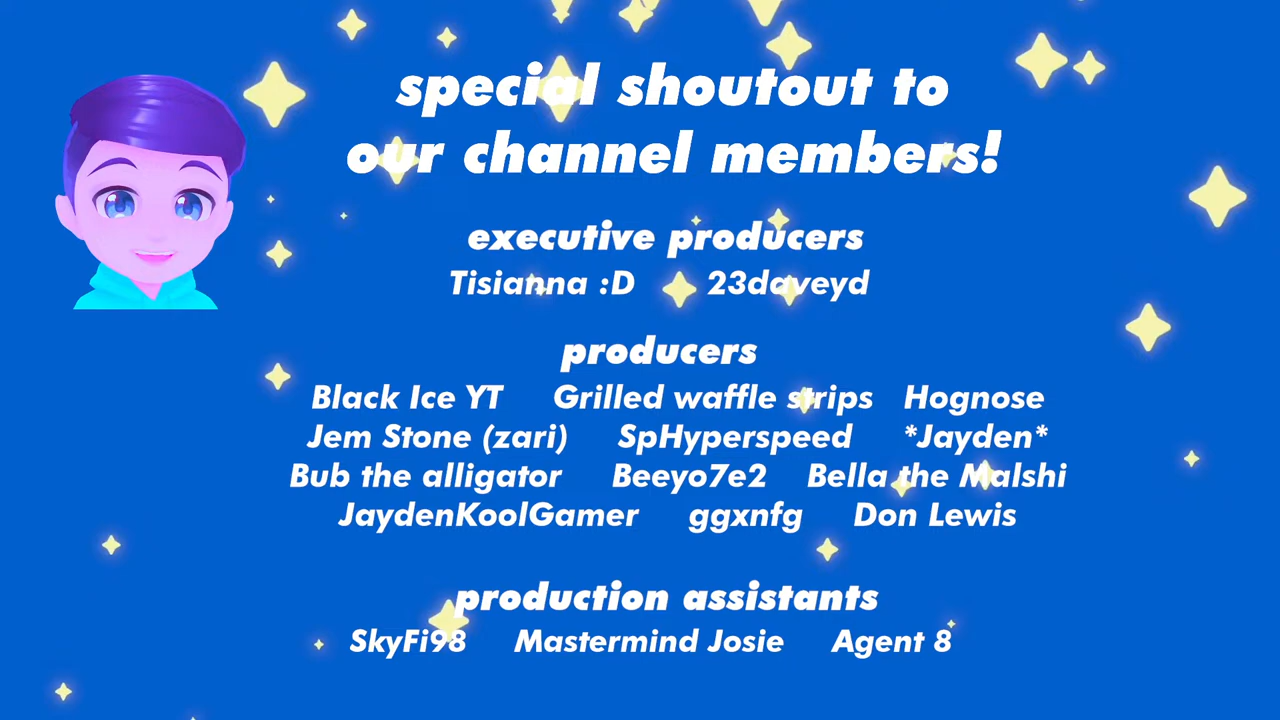 special shoutout to
our channel members!
executive producers
Tisianna :D 23daveyd
producers
Black Ice YT Grilled waffle strips Hognose
Jem Stone (zari) SpHyperspeed *Jayden*
Bub the alligator Beeyo7e2 Bella the Malshi
JaydenKoolGamer ggxnfg Don Lewis
production assistants
SkyFi98 Mastermind Josie Agent 8